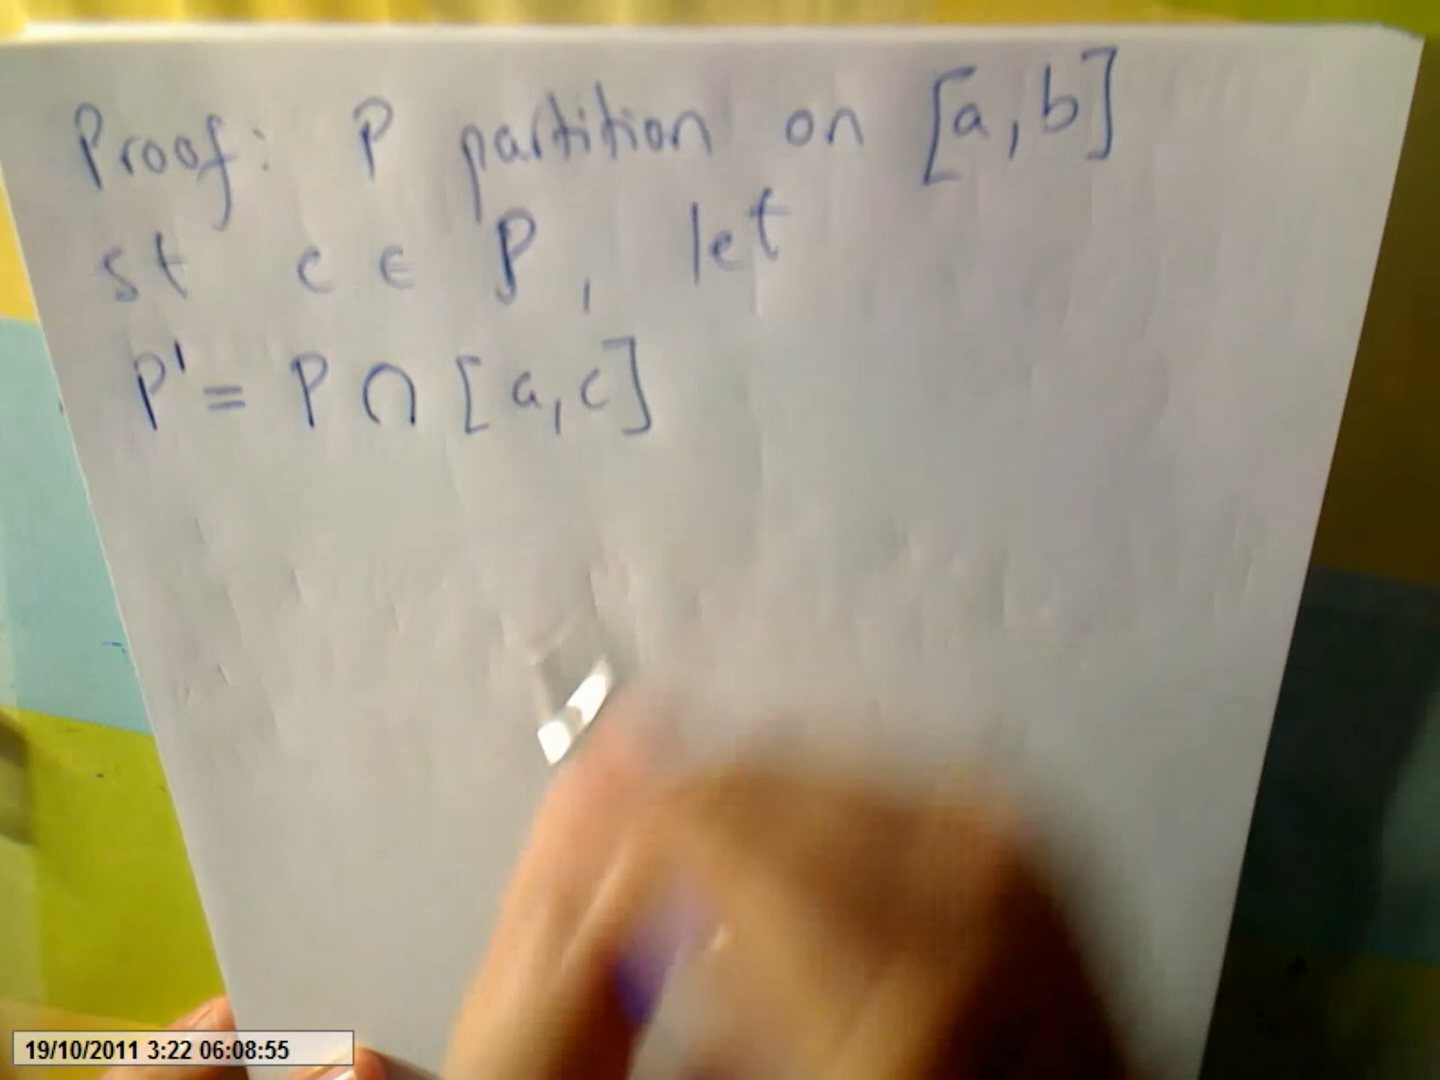 Proof: P partition on [a, b]
st c ∈ P, let
P' = P ∩ [a, c]
19/10/2011 3:22 06:08:55